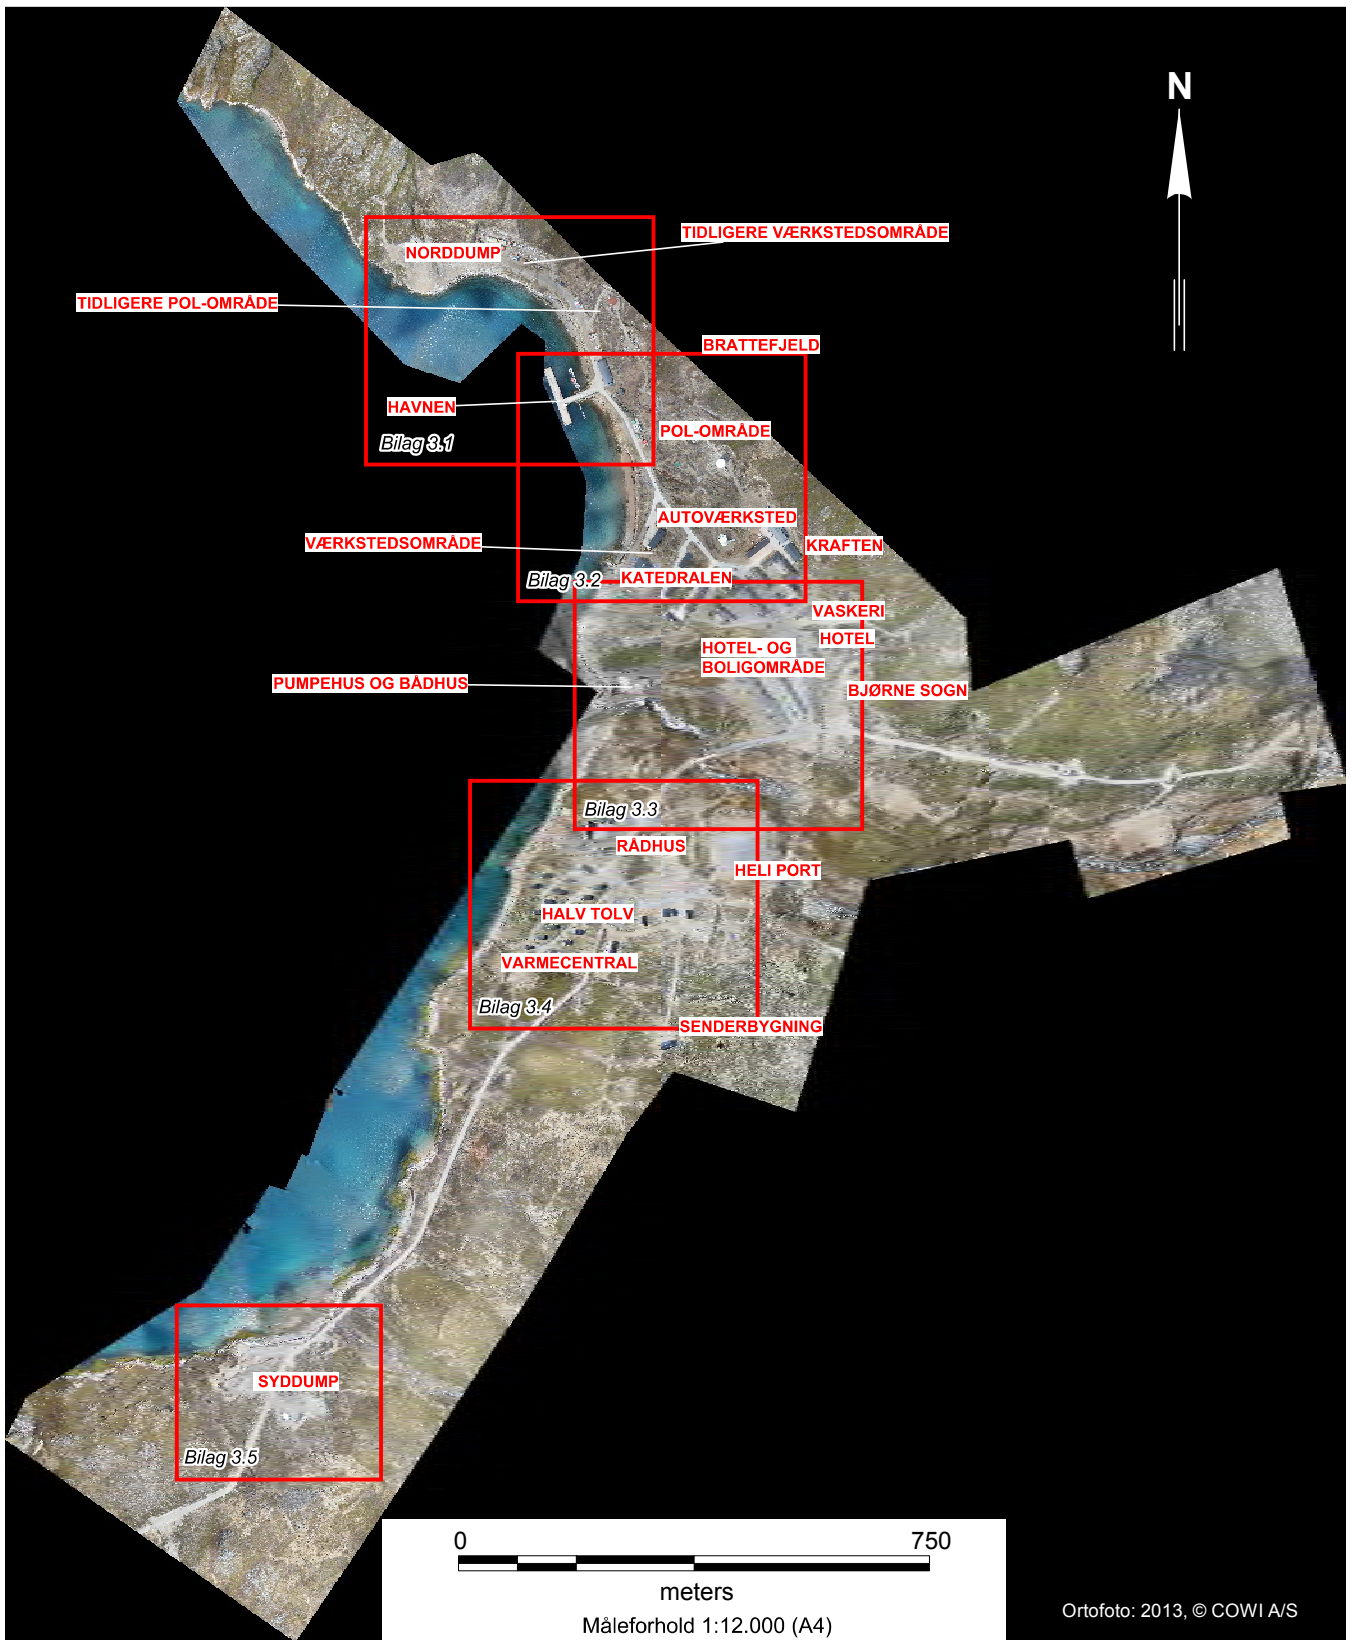 N
TIDLIGERE VÆRKSTEDSOMRÅDE
NORDDUMP
TIDLIGERE POL-OMRÅDE
BRATTEFJELD
HAVNEN
POL-OMRÅDE
Bilag 3.1
AUTOVÆRKSTED
VÆRKSTEDSOMRÅDE
KRAFTEN
KATEDRALEN
Bilag 3.2
VASKERI
HOTEL
HOTEL- OG
BOLIGOMRÅDE
PUMPEHUS OG BÅDHUS
BJØRNE SOGN
Bilag 3.3
RÅDHUS
HELI PORT
HALV TOLV
VARMECENTRAL
Bilag 3.4
SENDERBYGNING
SYDDUMP
Bilag 3.5
0 750
meters
Måleforhold 1:12.000 (A4)
Ortofoto: 2013, © COWI A/S